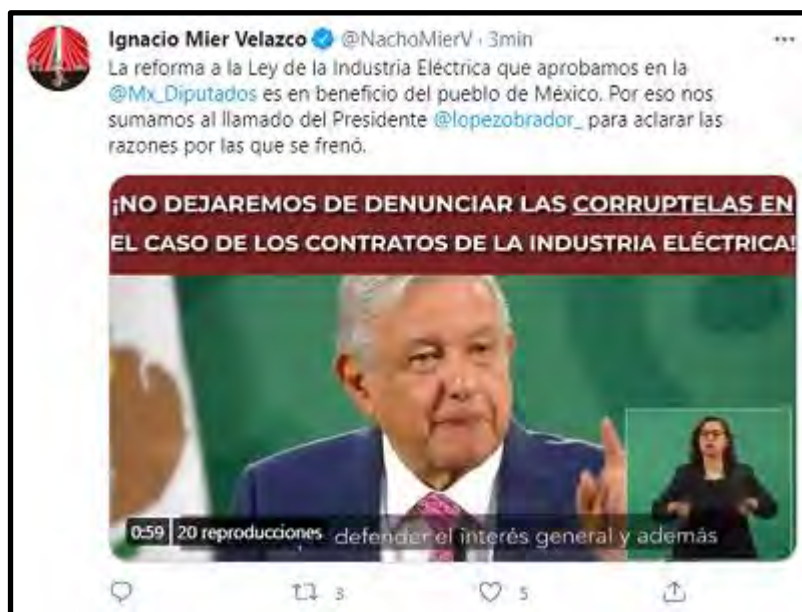 Ignacio Mier Velazco @NachoMierV · 3min
La reforma a la Ley de la Industria Eléctrica que aprobamos en la
@Mx_Diputados es en beneficio del pueblo de México. Por eso nos
sumamos al llamado del Presidente @lopezobrador_ para aclarar las
razones por las que se frenó.
¡NO DEJAREMOS DE DENUNCIAR LAS CORRUPTELAS EN
EL CASO DE LOS CONTRATOS DE LA INDUSTRIA ELÉCTRICA!
0:59 20 reproducciones defender el interés general y además
3 5